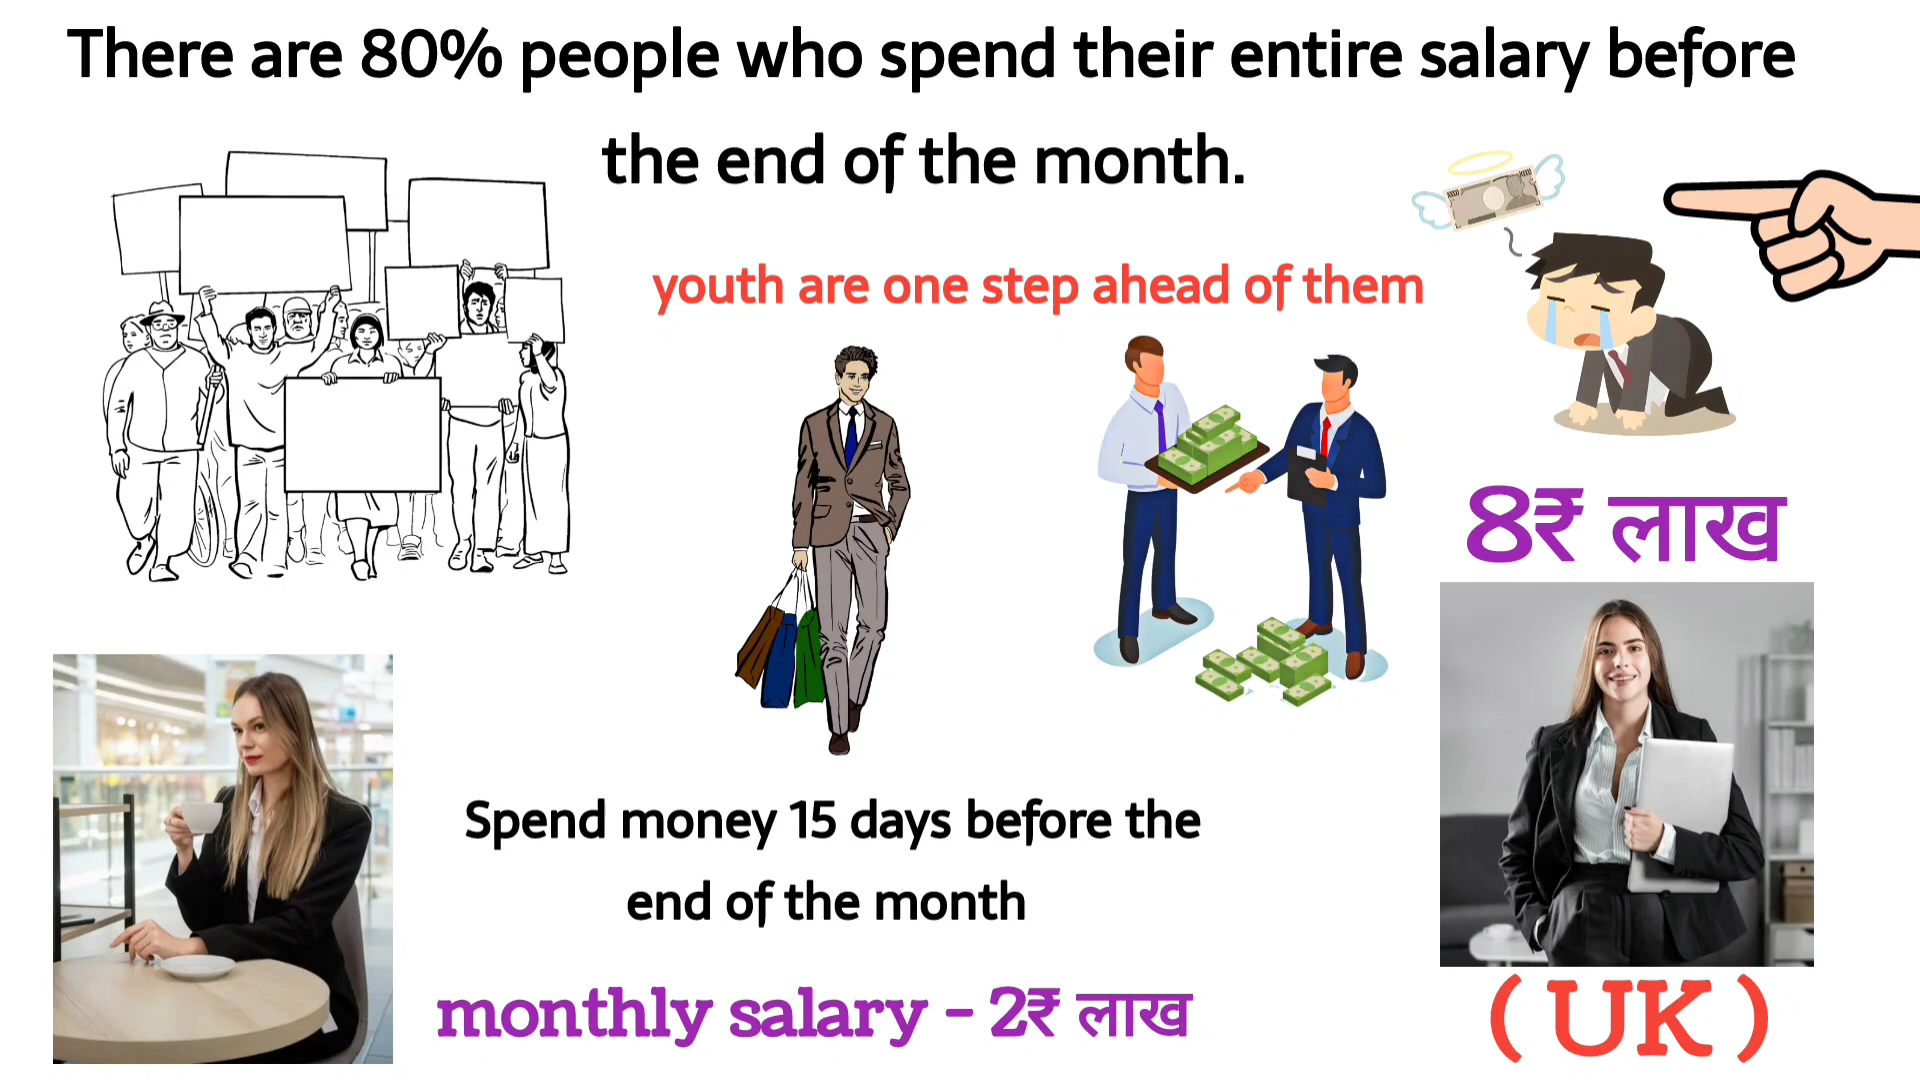 There are 80% people who spend their entire salary before
the end of the month.
youth are one step ahead of them
8₹ लाख
Spend money 15 days before the
end of the month
monthly salary - 2₹ लाख
( UK )